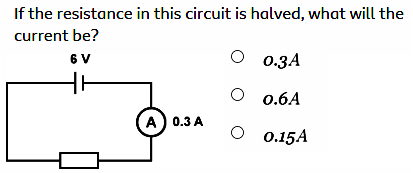 If the resistance in this circuit is halved, what will the
current be?
6 V
A 0.3 A
0.3A
0.6A
0.15A